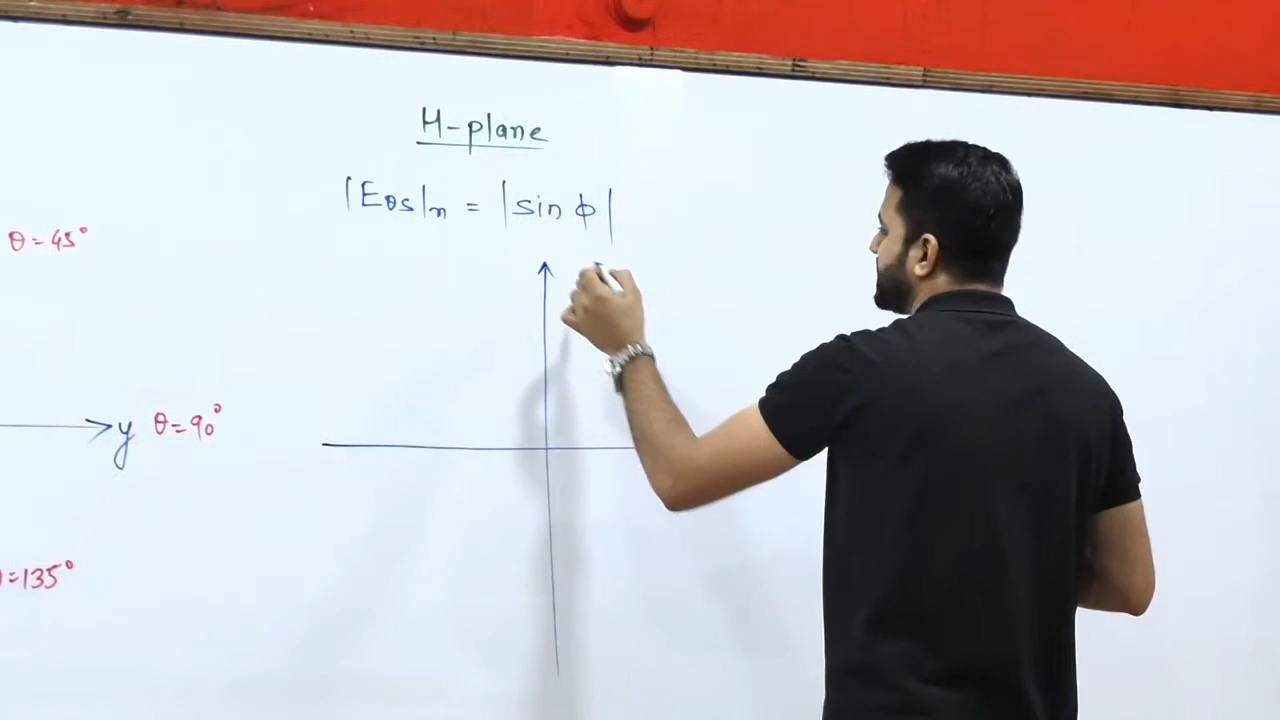 θ=45°
y θ=90°
=135°
H-plane
|Eθs|n = |sin ϕ|